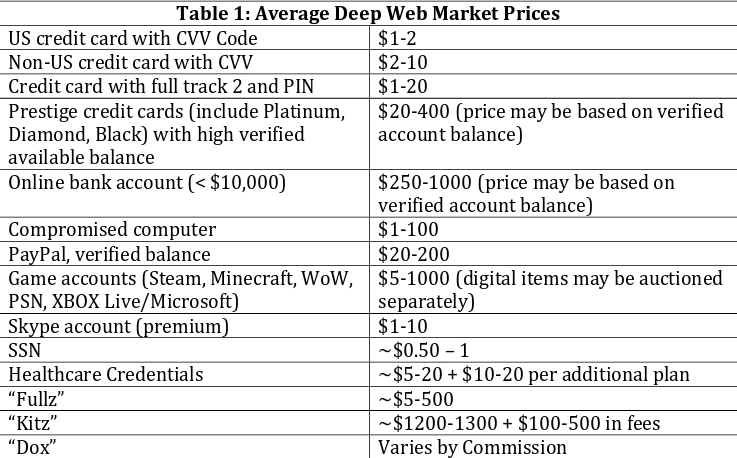 Table 1: Average Deep Web Market Prices
US credit card with CVV Code $1-2
Non-US credit card with CVV $2-10
Credit card with full track 2 and PIN $1-20
Prestige credit cards (include Platinum, $20-400 (price may be based on verified
Diamond, Black) with high verified account balance)
available balance
Online bank account (< $10,000) $250-1000 (price may be based on
verified account balance)
Compromised computer $1-100
PayPal, verified balance $20-200
Game accounts (Steam, Minecraft, WoW, $5-1000 (digital items may be auctioned
PSN, XBOX Live/Microsoft) separately)
Skype account (premium) $1-10
SSN ~$0.50 – 1
Healthcare Credentials ~$5-20 + $10-20 per additional plan
“Fullz” ~$5-500
“Kitz” ~$1200-1300 + $100-500 in fees
“Dox” Varies by Commission